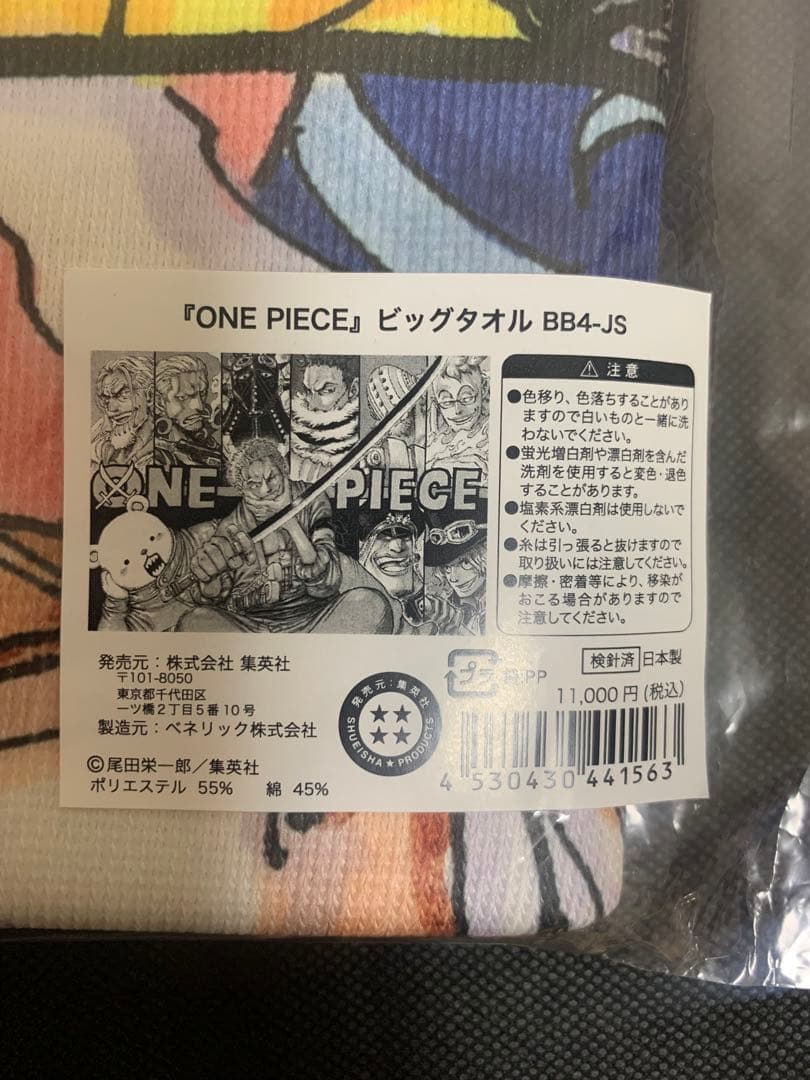 『ONE PIECE』ビッグタオル BB4-JS
ONE PIECE
注意
●色移り、色落ちすることがあり
ますので白いものと一緒に洗
わないでください。
●蛍光増白剤や漂白剤を含んだ
洗剤を使用すると変色・退色
することがあります。
●塩素系漂白剤は使用しないで
ください。
●糸は引っ張ると抜けますので
取り扱いには注意してください。
●摩擦・密着等により、移染が
おこる場合がありますので
注意してください。
発売元：株式会社 集英社
〒101-8050
東京都千代田区
一ツ橋2丁目5番10号
製造元：ベネリック株式会社
©尾田栄一郎／集英社
ポリエステル 55% 綿 45%
発売元：集英社
SHUEISHA★PRODUCTS
プラ
PP
検針済 日本製
11,000円(税込)
4 530430 441563